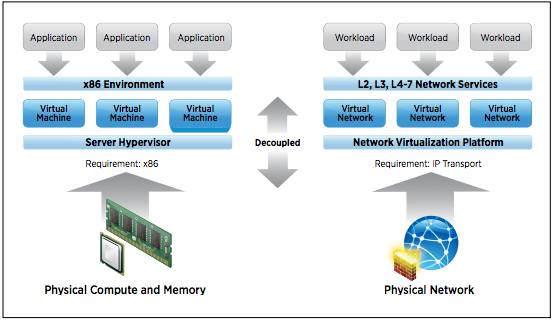 Application Application Application
x86 Environment
Virtual Machine Virtual Machine Virtual Machine
Server Hypervisor
Requirement: x86
Physical Compute and Memory
Decoupled
Workload Workload Workload
L2, L3, L4-7 Network Services
Virtual Network Virtual Network Virtual Network
Network Virtualization Platform
Requirement: IP Transport
Physical Network